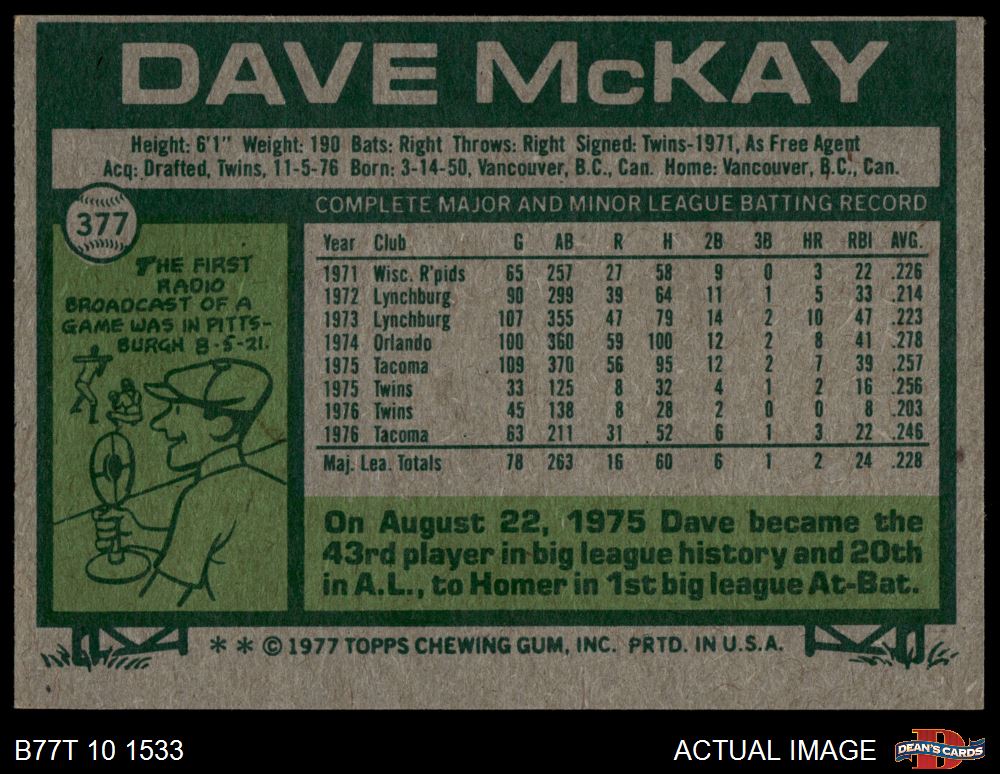 DAVE McKAY
Height: 6'1" Weight: 190 Bats: Right Throws: Right Signed: Twins-1971, As Free Agent
Acq: Drafted, Twins, 11-5-76 Born: 3-14-50, Vancouver, B.C., Can. Home: Vancouver, B.C., Can.
377
THE FIRST
RADIO
BROADCAST OF A
GAME WAS IN PITTS-
BURGH 8-5-21.
COMPLETE MAJOR AND MINOR LEAGUE BATTING RECORD
Year Club G AB R H 2B 3B HR RBI AVG.
1971 Wisc. R'pids 65 257 27 58 9 0 3 22 .226
1972 Lynchburg 90 299 39 64 11 1 5 33 .214
1973 Lynchburg 107 355 47 79 14 2 10 47 .223
1974 Orlando 100 360 59 100 12 2 8 41 .278
1975 Tacoma 109 370 56 95 12 2 7 39 .257
1975 Twins 33 125 8 32 4 1 2 16 .256
1976 Twins 45 138 8 28 2 0 0 8 .203
1976 Tacoma 63 211 31 52 6 1 3 22 .246
Maj. Lea. Totals 78 263 16 60 6 1 2 24 .228
On August 22, 1975 Dave became the
43rd player in big league history and 20th
in A.L., to Homer in 1st big league At-Bat.
* * © 1977 TOPPS CHEWING GUM, INC. PRTD. IN U.S.A.
B77T 10 1533
ACTUAL IMAGE
D
DEAN'S CARDS